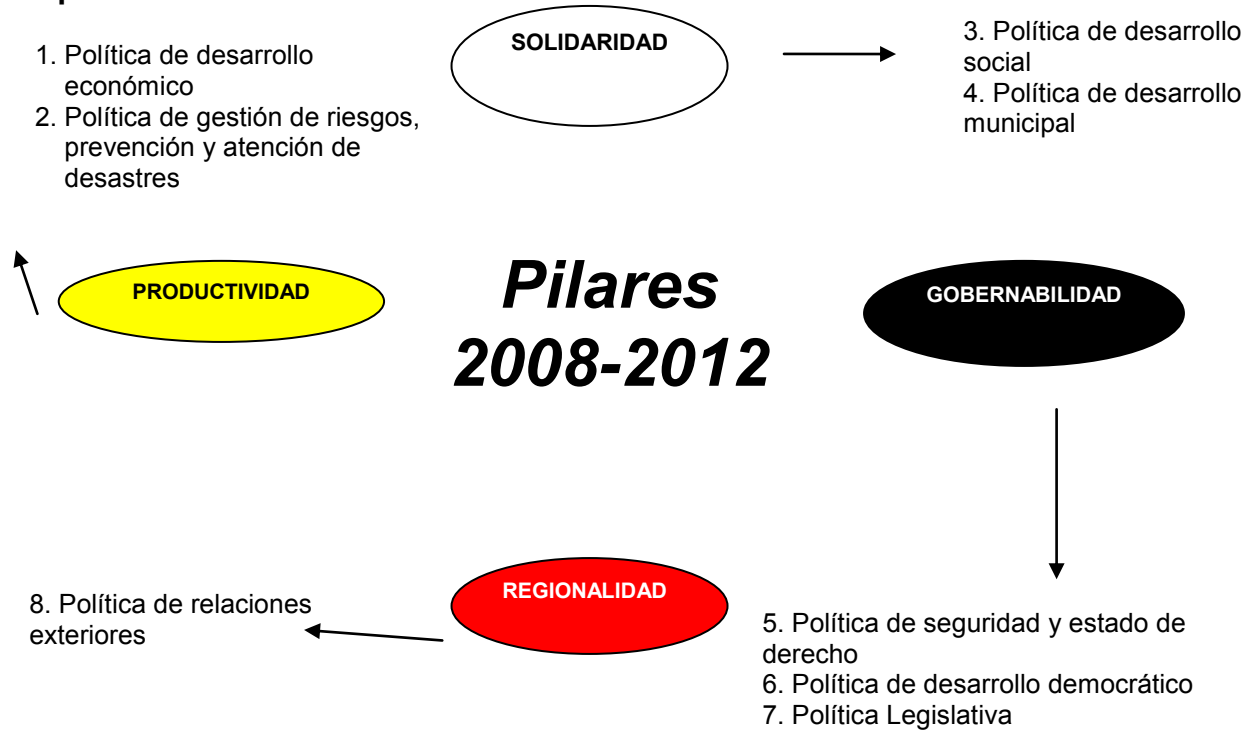 1. Política de desarrollo
económico
2. Política de gestión de riesgos,
prevención y atención de
desastres
SOLIDARIDAD
3. Política de desarrollo
social
4. Política de desarrollo
municipal
PRODUCTIVIDAD
Pilares
2008-2012
GOBERNABILIDAD
8. Política de relaciones
exteriores
REGIONALIDAD
5. Política de seguridad y estado de
derecho
6. Política de desarrollo democrático
7. Política Legislativa